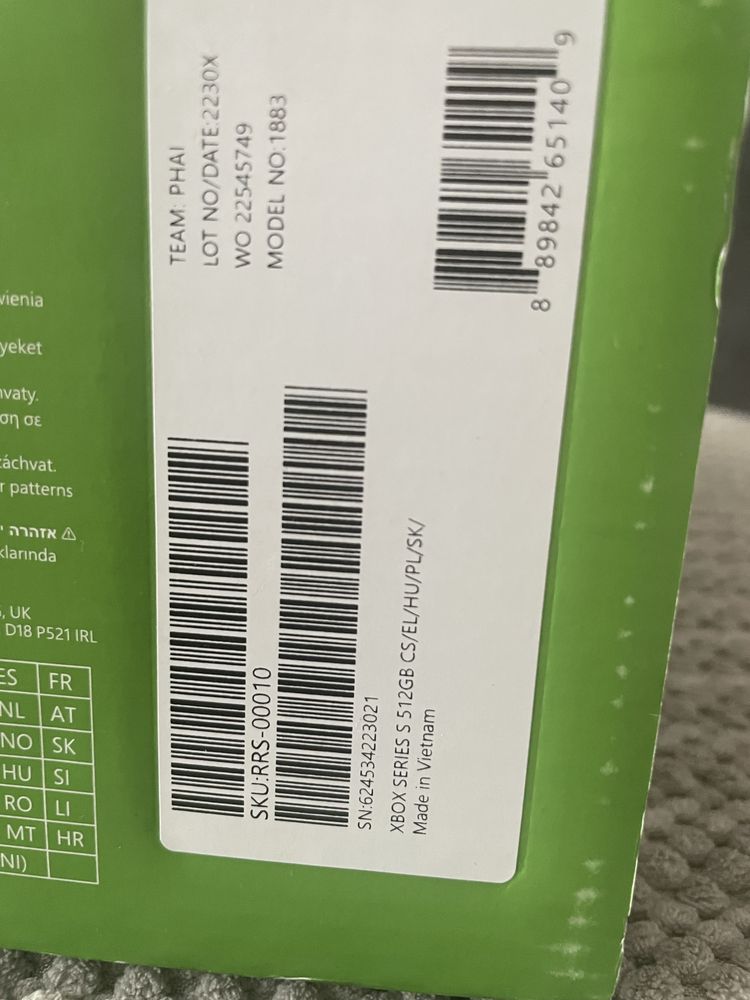 TEAM: PHAI
LOT NO/DATE:2230X
WO 22545749
MODEL NO:1883
8 89842 65140 9
SKU:RRS-00010
SN:624534223021
XBOX SERIES S 512GB CS/EL/HU/PL/SK/
Made in Vietnam
yeket
hvaty.
ση σε
záchvat.
r patterns
⚠ אזהרה
klarında
, UK
D18 P521 IRL
ES FR
NL AT
NO SK
HU SI
RO LI
MT HR
NI)